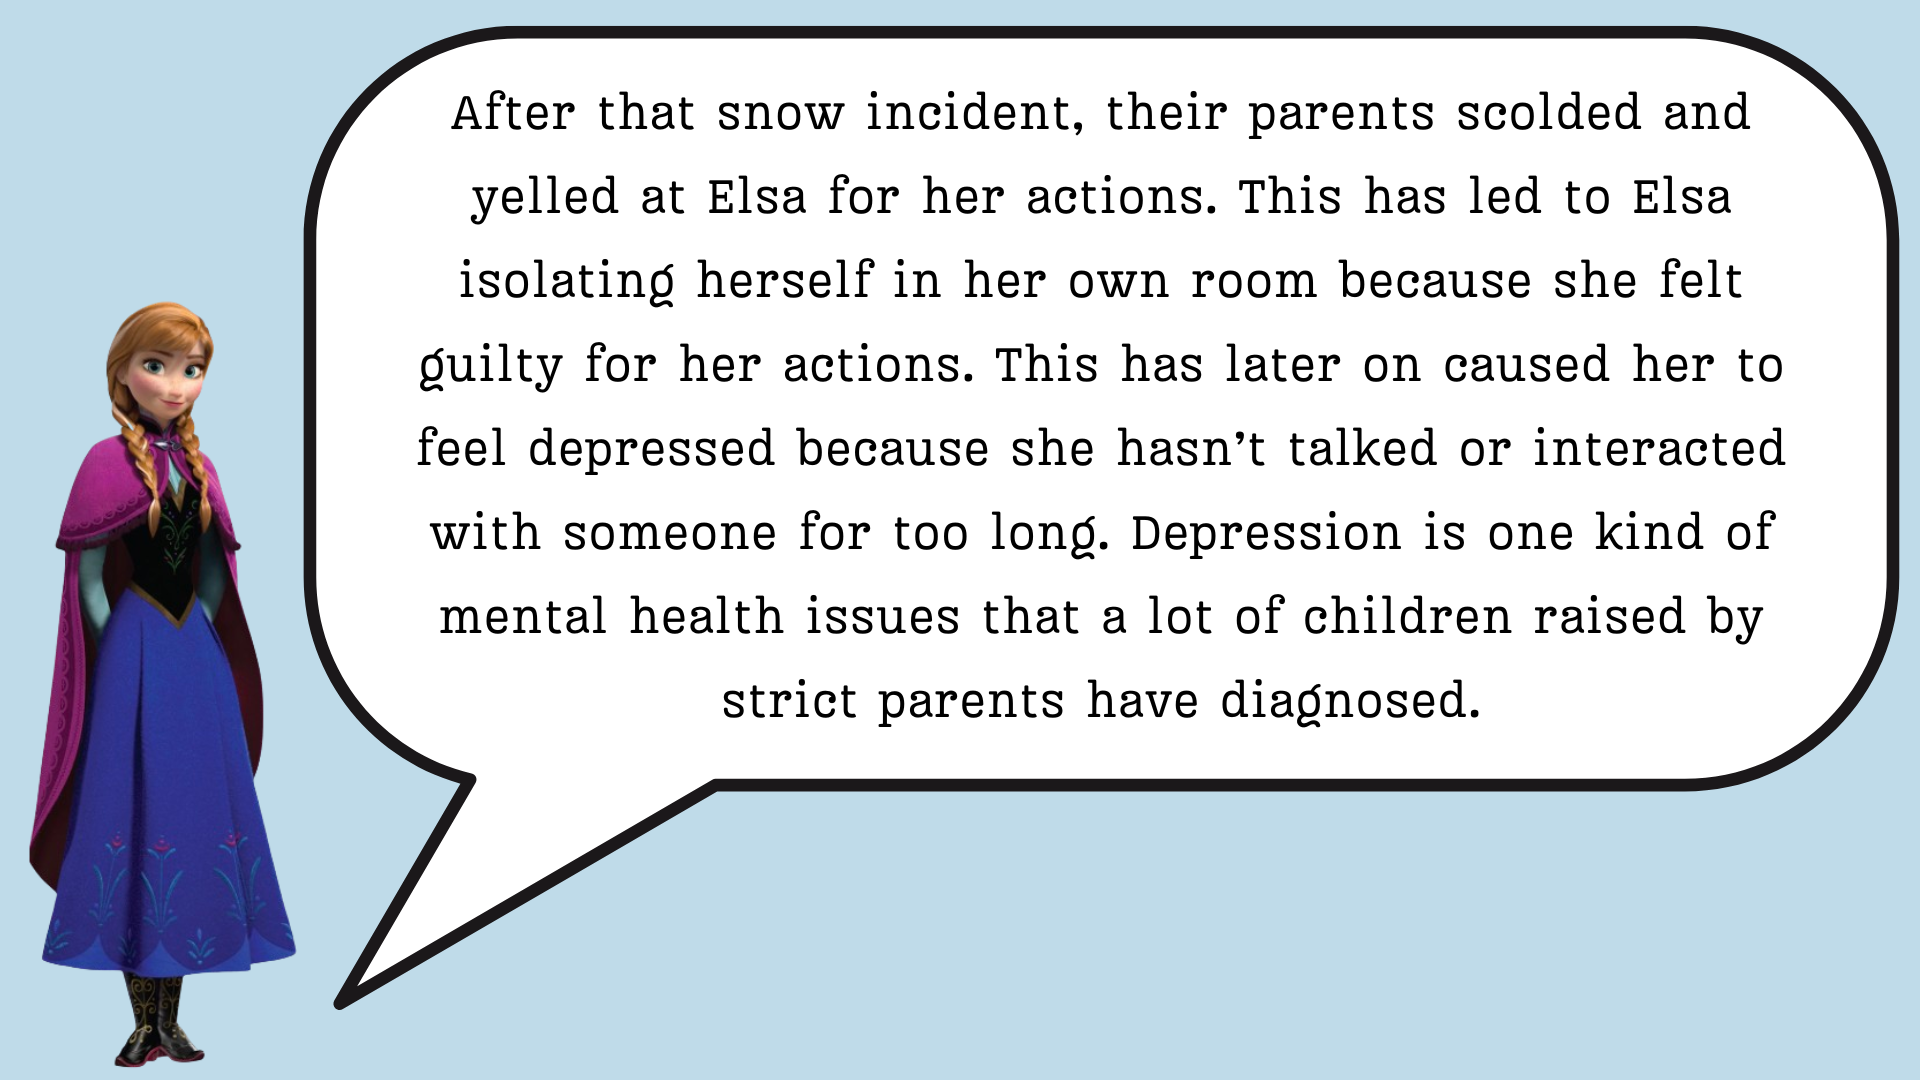 After that snow incident, their parents scolded and
yelled at Elsa for her actions. This has led to Elsa
isolating herself in her own room because she felt
guilty for her actions. This has later on caused her to
feel depressed because she hasn’t talked or interacted
with someone for too long. Depression is one kind of
mental health issues that a lot of children raised by
strict parents have diagnosed.